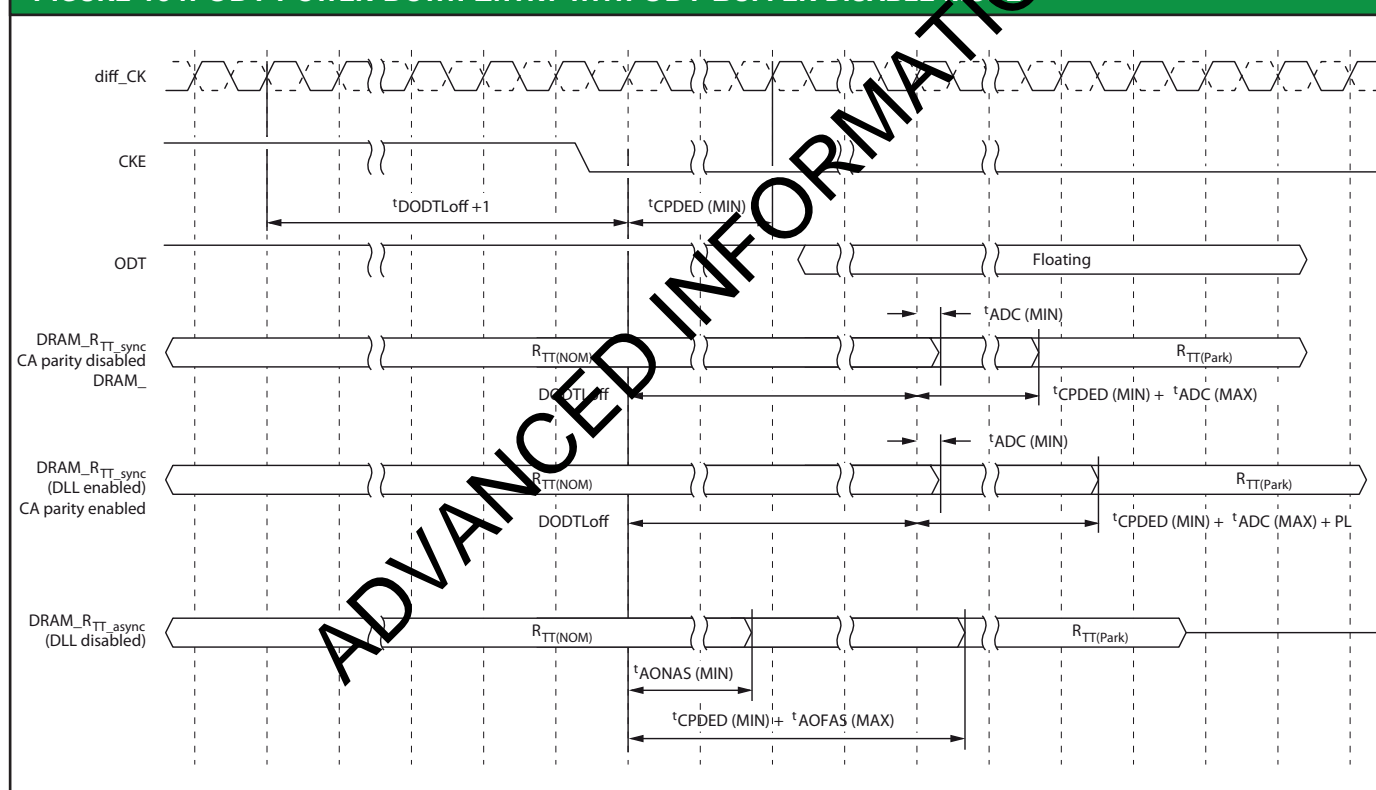 diff_CK
CKE
tDODTLoff +1
tCPDED (MIN)
ODT
Floating
tADC (MIN)
DRAM_RTT_sync
CA parity disabled
DRAM_
RTT(NOM)
RTT(Park)
DODTLoff
tCPDED (MIN) + tADC (MAX)
tADC (MIN)
DRAM_RTT_sync
(DLL enabled)
CA parity enabled
RTT(NOM)
RTT(Park)
DODTLoff
tCPDED (MIN) + tADC (MAX) + PL
DRAM_RTT_async
(DLL disabled)
RTT(NOM)
RTT(Park)
tAONAS (MIN)
tCPDED (MIN) + tAOFAS (MAX)
ADVANCED INFORMATIO